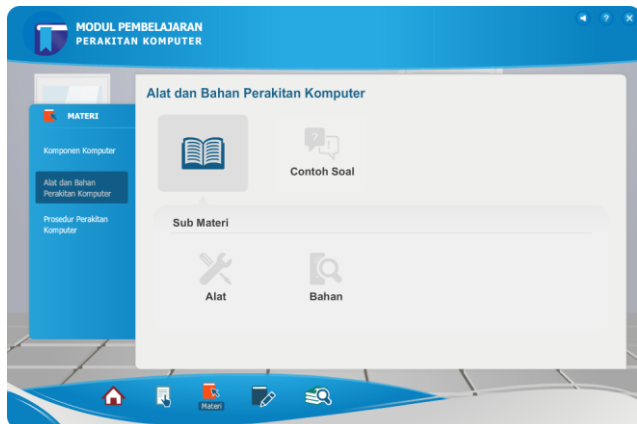 MODUL PEMBELAJARAN
PERAKITAN KOMPUTER
?
Alat dan Bahan Perakitan Komputer
MATERI
Komponen Komputer
Alat dan Bahan
Perakitan Komputer
Prosedur Perakitan
Komputer
? !
Contoh Soal
Sub Materi
Alat
Bahan
Materi